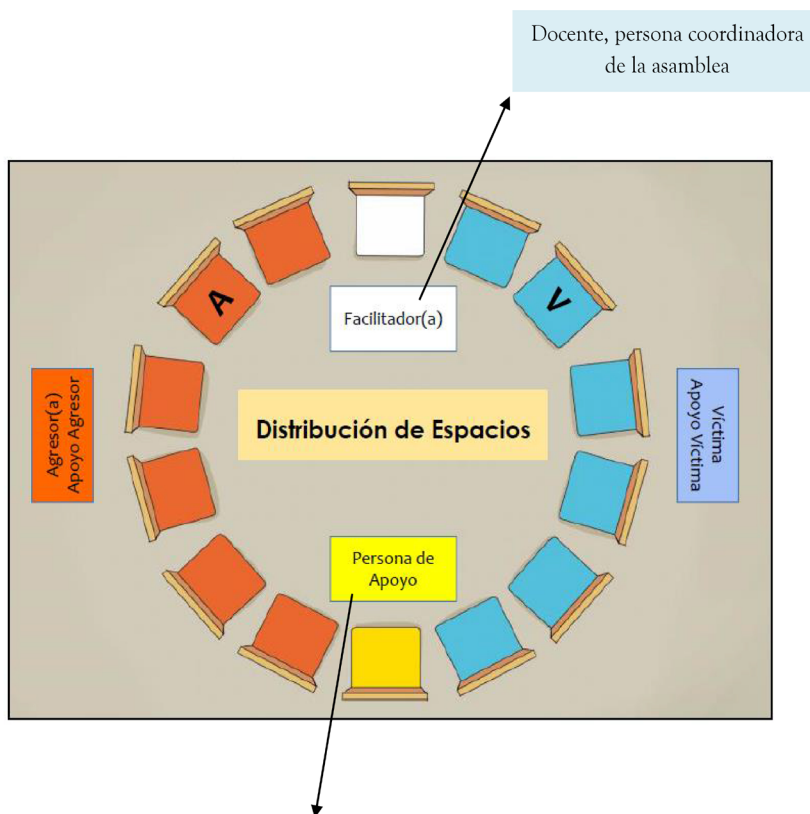 Docente, persona coordinadora
de la asamblea
A
V
Facilitador(a)
Agresor(a)
Apoyo Agresor
Distribución de Espacios
Víctima
Apoyo Víctima
Persona de
Apoyo